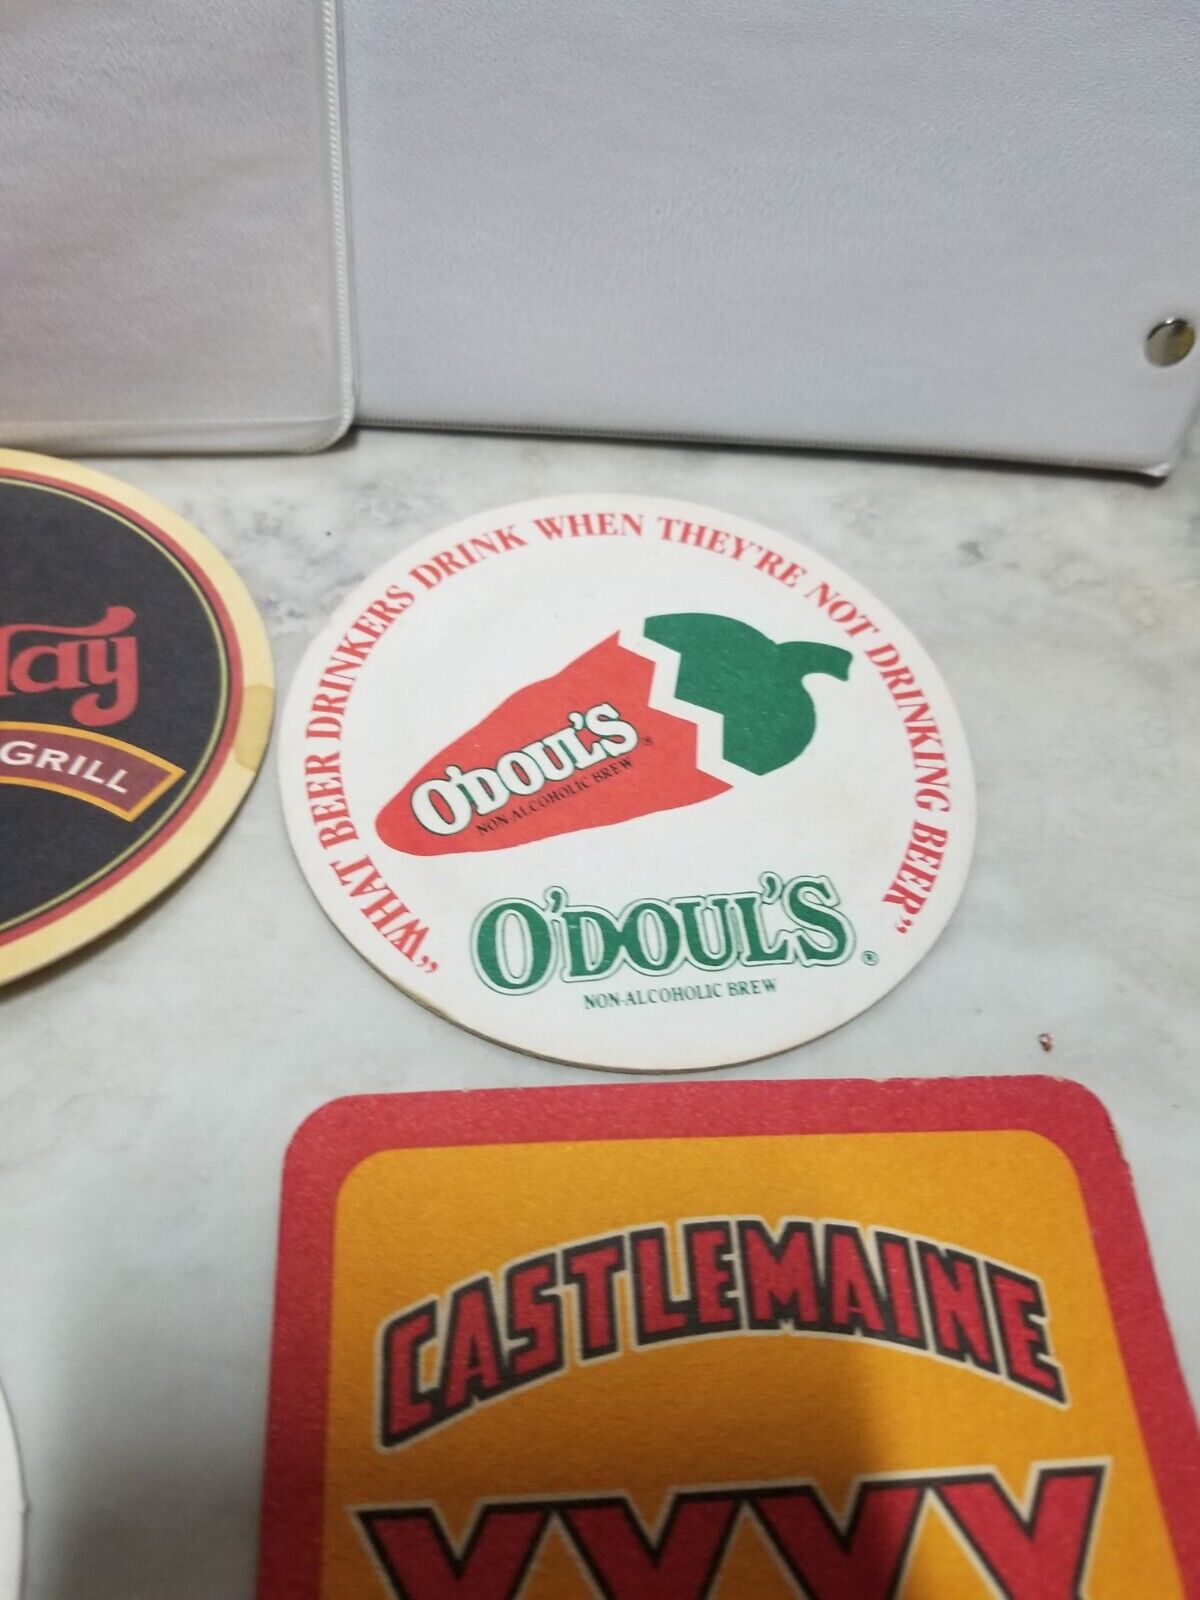 GRILL
"WHAT BEER DRINKERS DRINK WHEN THEY'RE NOT DRINKING BEER"
O'DOUL'S®
NON-ALCOHOLIC BREW
O'DOUL'S®
NON-ALCOHOLIC BREW
CASTLEMAINE
XXXX